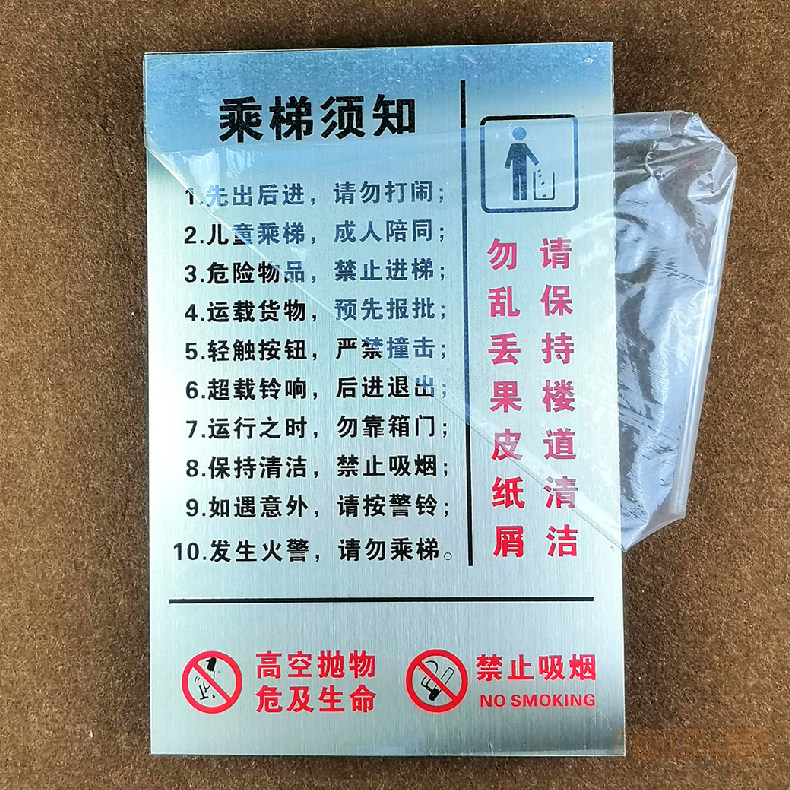 乘梯须知
1.先出后进，请勿打闹；
2.儿童乘梯，成人陪同；
3.危险物品，禁止进梯；
4.运载货物，预先报批；
5.轻触按钮，严禁撞击；
6.超载铃响，后进退出；
7.运行之时，勿靠箱门；
8.保持清洁，禁止吸烟；
9.如遇意外，请按警铃；
10.发生火警，请勿乘梯。
请保持楼道清洁
勿乱丢果皮纸屑
高空抛物
危及生命
禁止吸烟
NO SMOKING